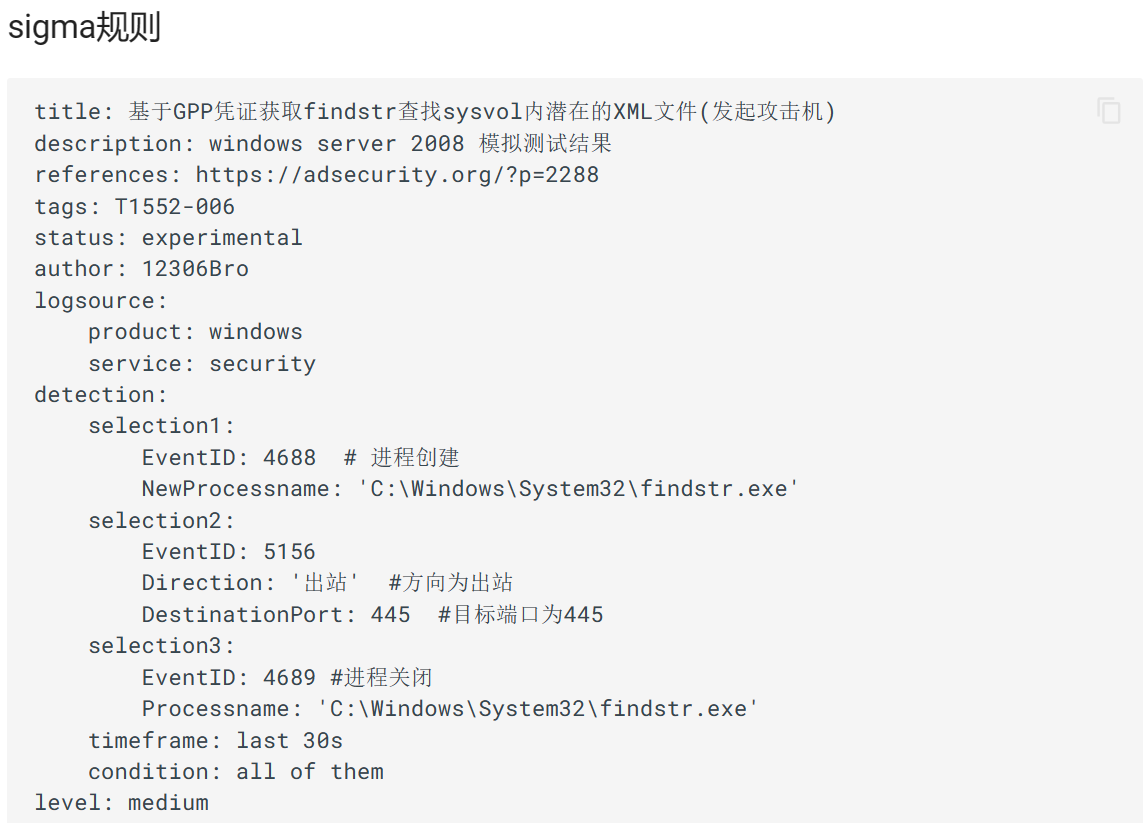 sigma规则
title: 基于GPP凭证获取findstr查找sysvol内潜在的XML文件(发起攻击机)
description: windows server 2008 模拟测试结果
references: https://adsecurity.org/?p=2288
tags: T1552-006
status: experimental
author: 12306Bro
logsource:
    product: windows
    service: security
detection:
    selection1:
        EventID: 4688  # 进程创建
        NewProcessname: 'C:\Windows\System32\findstr.exe'
    selection2:
        EventID: 5156
        Direction: '出站'  #方向为出站
        DestinationPort: 445  #目标端口为445
    selection3:
        EventID: 4689 #进程关闭
        Processname: 'C:\Windows\System32\findstr.exe'
    timeframe: last 30s
    condition: all of them
level: medium